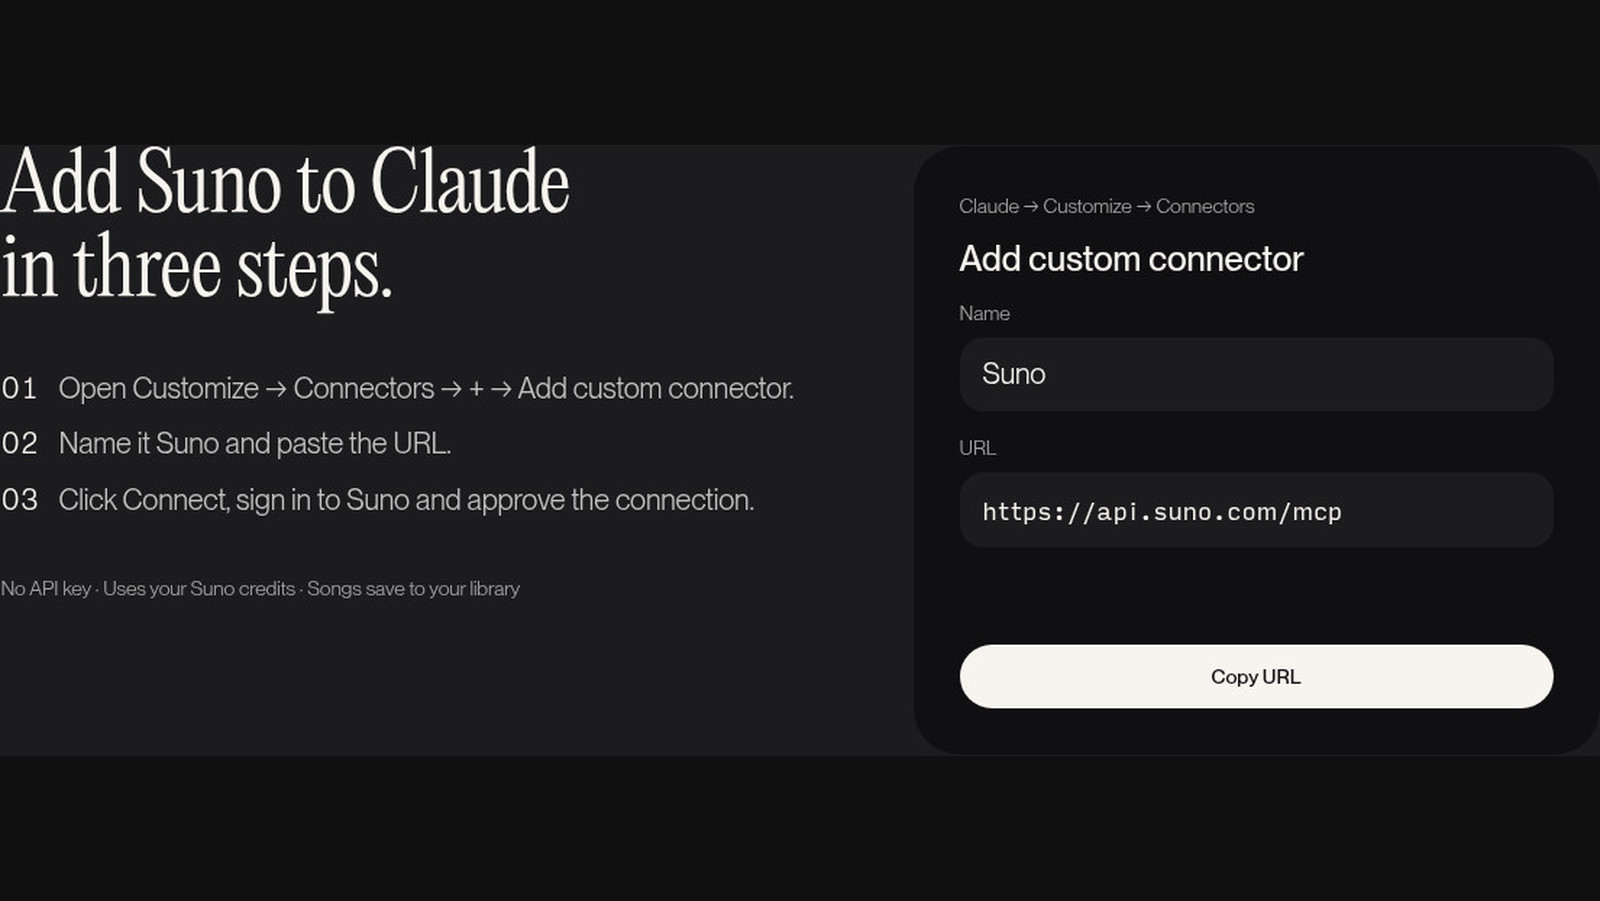 Add Suno to Claude
in three steps.
01 Open Customize → Connectors → + → Add custom connector.
02 Name it Suno and paste the URL.
03 Click Connect, sign in to Suno and approve the connection.
No API key · Uses your Suno credits · Songs save to your library
Claude → Customize → Connectors
Add custom connector
Name
Suno
URL
https://api.suno.com/mcp
Copy URL